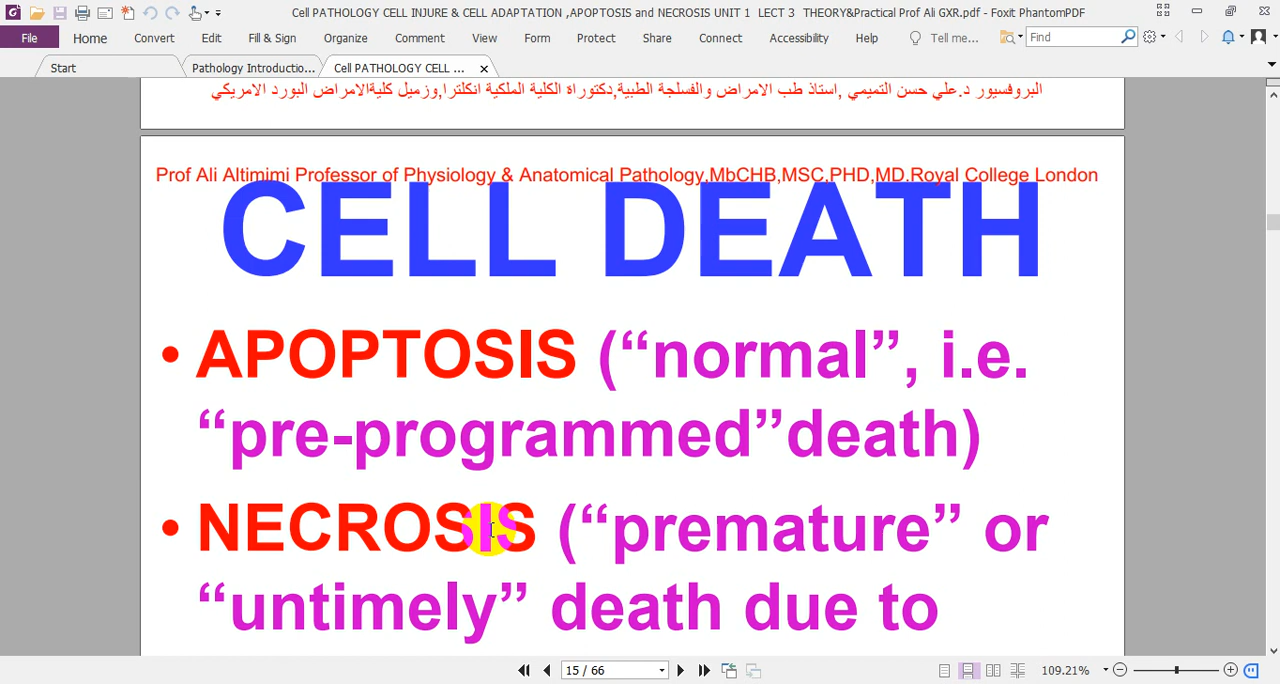 Cell PATHOLOGY CELL INJURE & CELL ADAPTATION ,APOPTOSIS and NECROSIS UNIT 1 LECT 3 THEORY&Practical Prof Ali GXR.pdf - Foxit PhantomPDF
File Home Convert Edit Fill & Sign Organize Comment View Form Protect Share Connect Accessibility Help Tell me... Find
Start Pathology Introductio... Cell PATHOLOGY CELL ...
البروفسيور د.علي حسن التميمي ,استاذ طب الامراض والفسلجة الطبية,دكتوراة الكلية الملكية انكلترا,وزميل كليةالامراض البورد الامريكي
Prof Ali Altimimi Professor of Physiology & Anatomical Pathology,MbCHB,MSC,PHD,MD,Royal College London
CELL DEATH
• APOPTOSIS (“normal”, i.e.
“pre-programmed”death)
• NECROSIS (“premature” or
“untimely” death due to
15 / 66 109.21%